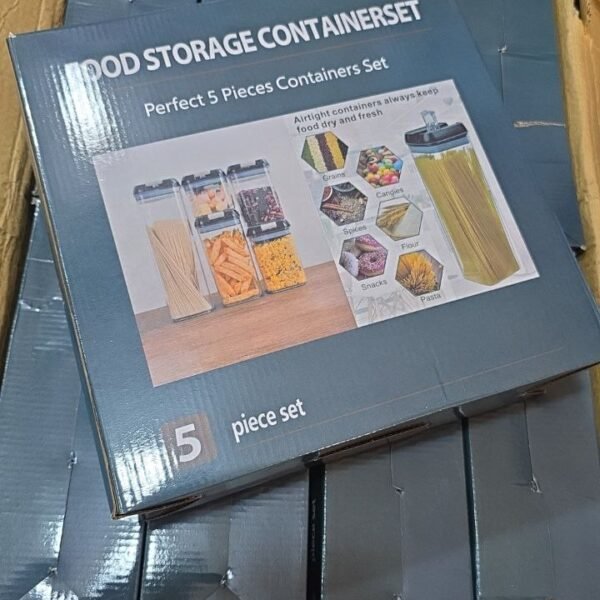 FOOD STORAGE CONTAINERSET
Perfect 5 Pieces Containers Set
Airtight containers always keep
food dry and fresh
Grains
Candies
Spices
Flour
Snacks
Pasta
5 piece set